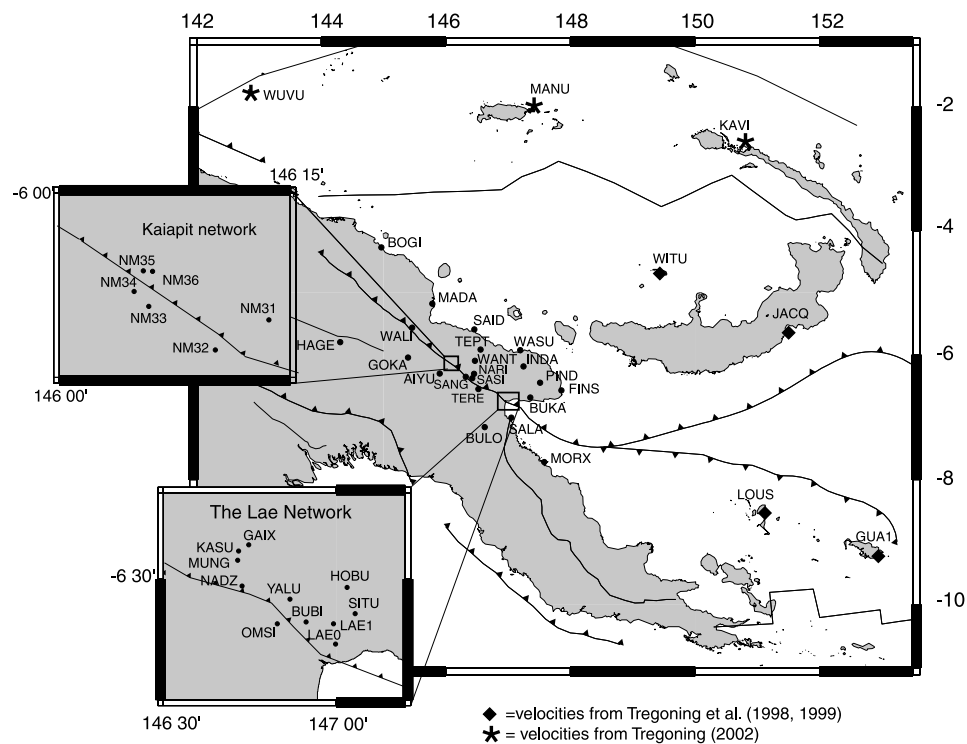 142 144 146 148 150 152
WUVU
MANU
-2
KAVI
146 15'
-6 00'
Kaiapit network
NM35
NM36
NM34
NM33
NM31
NM32
146 00'
BOGI
-4
WITU
MADA
JACQ
SAID
WALI
TEPT
WASU
HAGE
GOKA
WANT
INDA
-6
AIYU
NARI
SANG
SASI
PIND
FINS
TERE
BUKA
BULO
SALA
MORX
-8
LOUS
GUA1
The Lae Network
GAIX
KASU
MUNG
-6 30'
NADZ
HOBU
YALU
SITU
BUBI
OMSI
LAE0
LAE1
-10
146 30'
147 00'
=velocities from Tregoning et al. (1998, 1999)
= velocities from Tregoning (2002)